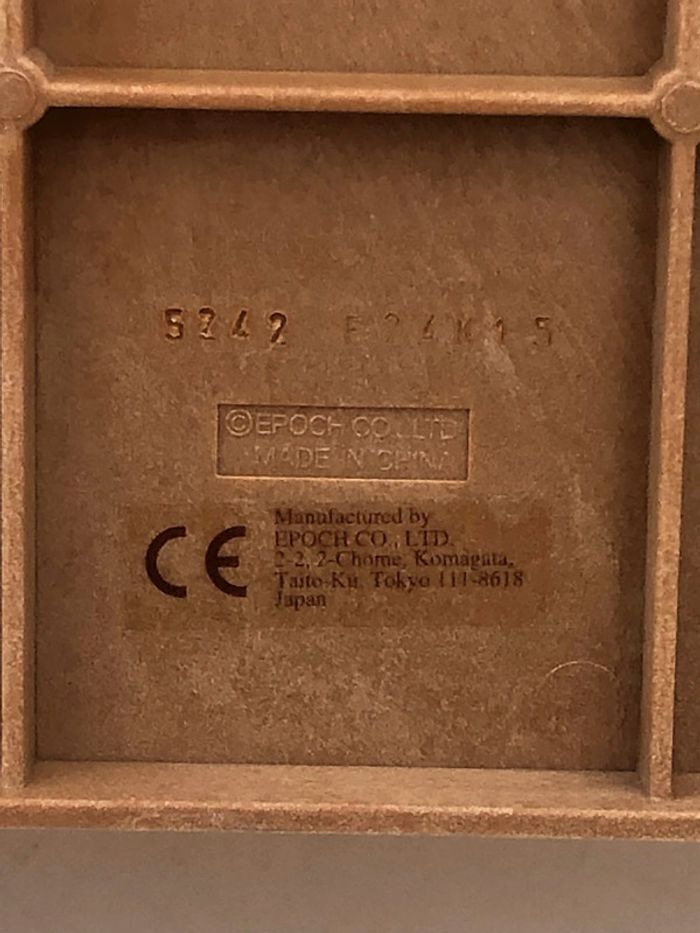 5242 F24K15
©EPOCH CO.,LTD
MADE IN CHINA
CE
Manufactured by
EPOCH CO., LTD.
2-2, 2-Chome, Komagata,
Taito-Ku. Tokyo 111-8618
Japan